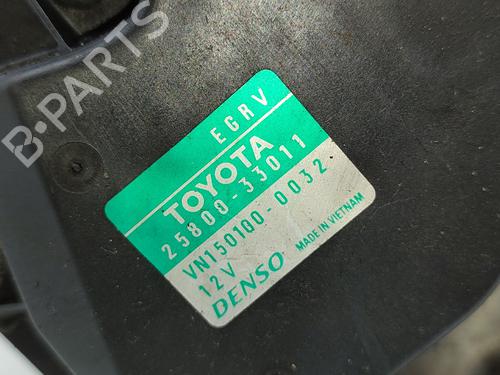 B-PARTS
EGRV
TOYOTA
25800-33011
VN150100-0032
12V
DENSO MADE IN VIETNAM